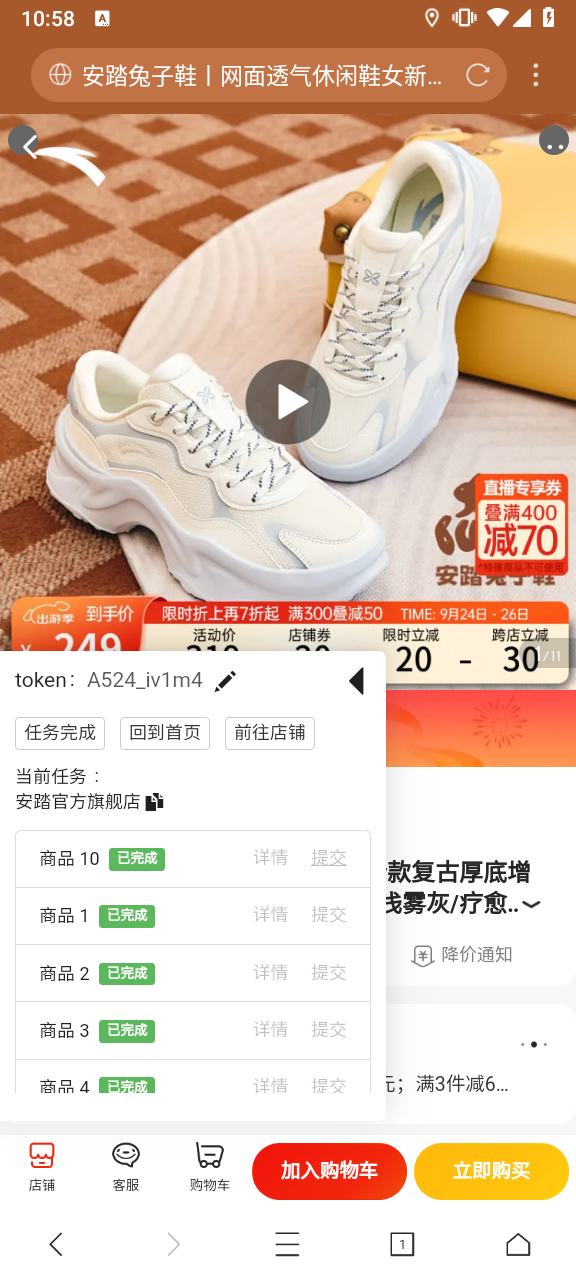 10:58
安踏兔子鞋丨网面透气休闲鞋女新…
直播专享券
叠满400
减70
*特殊商品不可使用
安踏兔子鞋
出游季 到手价 限时折上再7折起 满300叠减50 TIME: 9月24日 - 26日
活动价 店铺券 限时立减 跨店立减
¥ 249 20 - 30
1/11
token: A524_iv1m4
任务完成 回到首页 前往店铺
当前任务：
安踏官方旗舰店
商品 10 已完成 详情 提交
商品 1 已完成 详情 提交
商品 2 已完成 详情 提交
商品 3 已完成 详情 提交
商品 4 已完成 详情 提交
款复古厚底增
浅雾灰/疗愈..
降价通知
元；满3件减6...
店铺 客服 购物车 加入购物车 立即购买
1